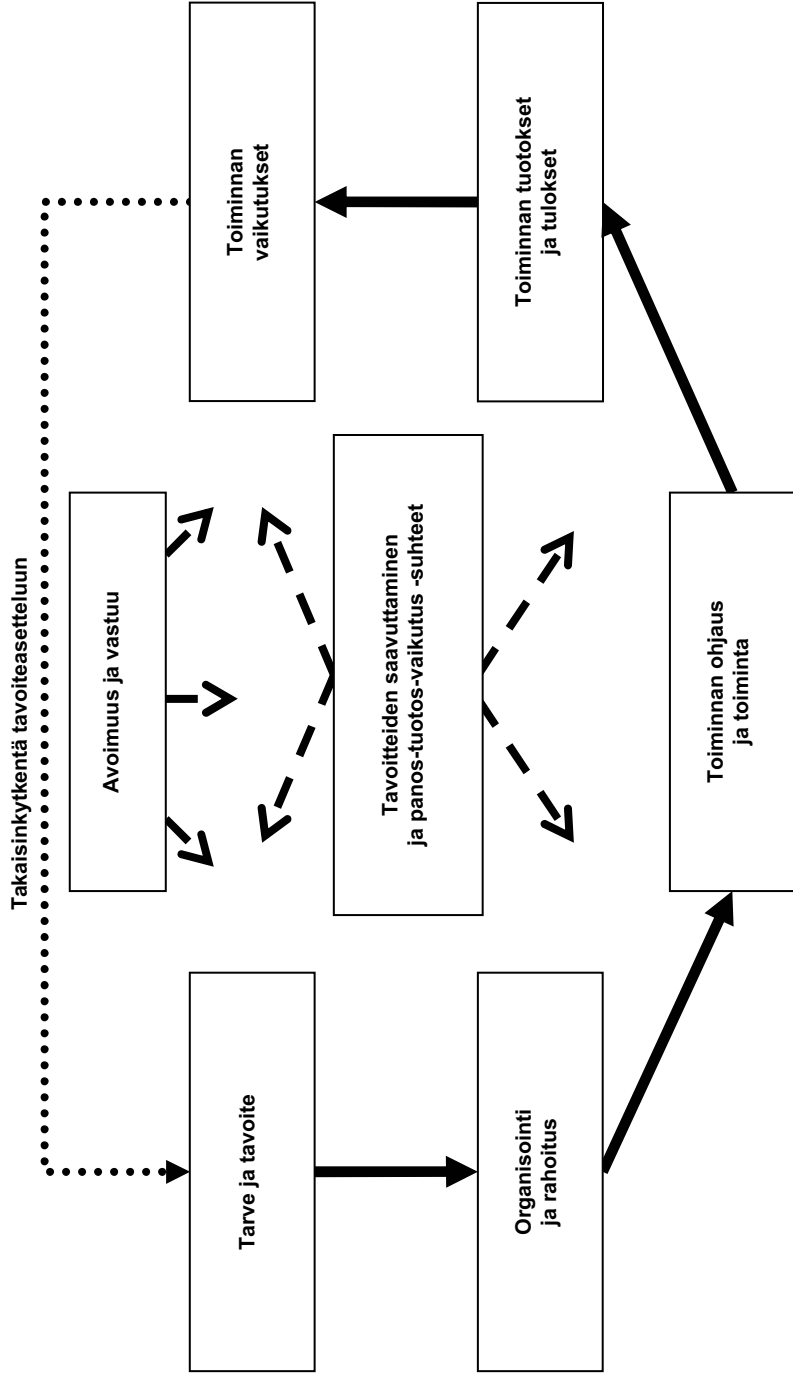 Takaisinkytkentä tavoiteasetteluun
Tarve ja tavoite
Avoimuus ja vastuu
Toiminnan
vaikutukset
Tavoitteiden saavuttaminen
ja panos-tuotos-vaikutus -suhteet
Organisointi
ja rahoitus
Toiminnan tuotokset
ja tulokset
Toiminnan ohjaus
ja toiminta